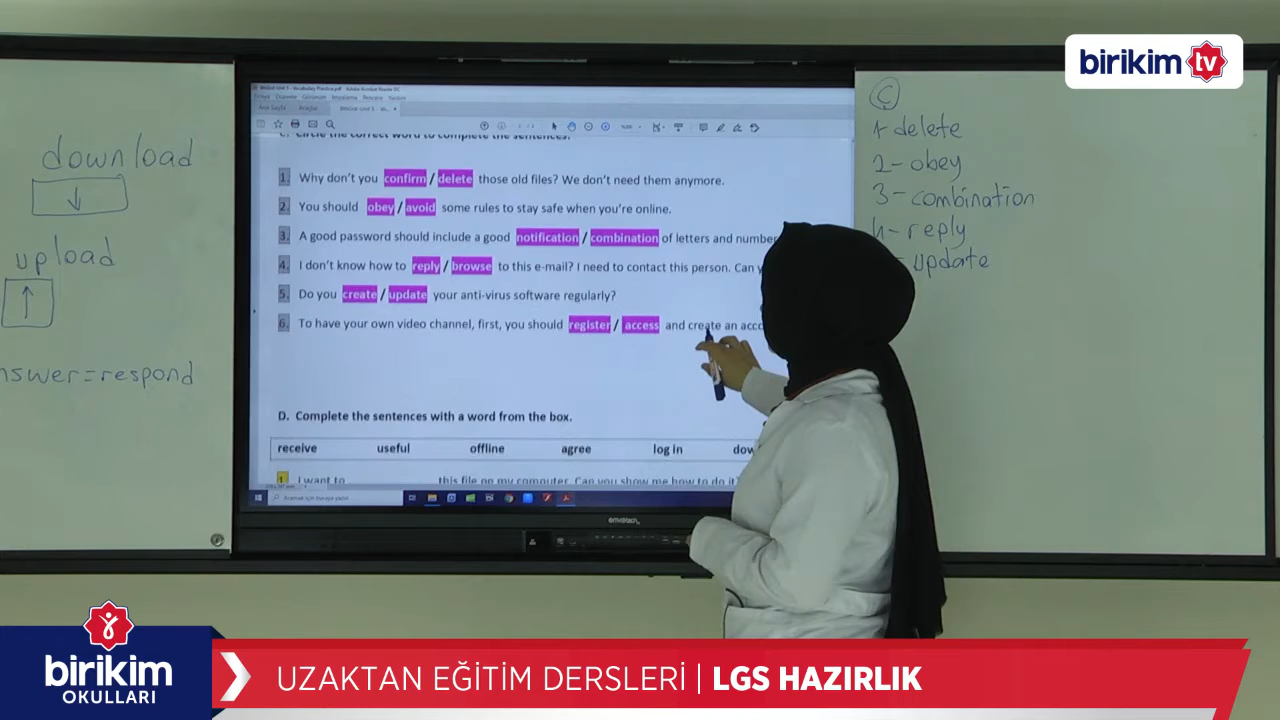 birikim tv
download
upload
nswer=respond
C. Circle the correct word to complete the sentences.
1. Why don't you confirm / delete those old files? We don't need them anymore.
2. You should obey / avoid some rules to stay safe when you're online.
3. A good password should include a good notification / combination of letters and number
4. I don't know how to reply / browse to this e-mail? I need to contact this person. Can y
5. Do you create / update your anti-virus software regularly?
6. To have your own video channel, first, you should register / access and create an acco
D. Complete the sentences with a word from the box.
receive useful offline agree log in dow
1. I want to this file on my computer. Can you show me how to do it?
Ç
1 delete
2- obey
3- combination
4- reply
- update
birikim
OKULLARI
UZAKTAN EĞİTİM DERSLERİ | LGS HAZIRLIK